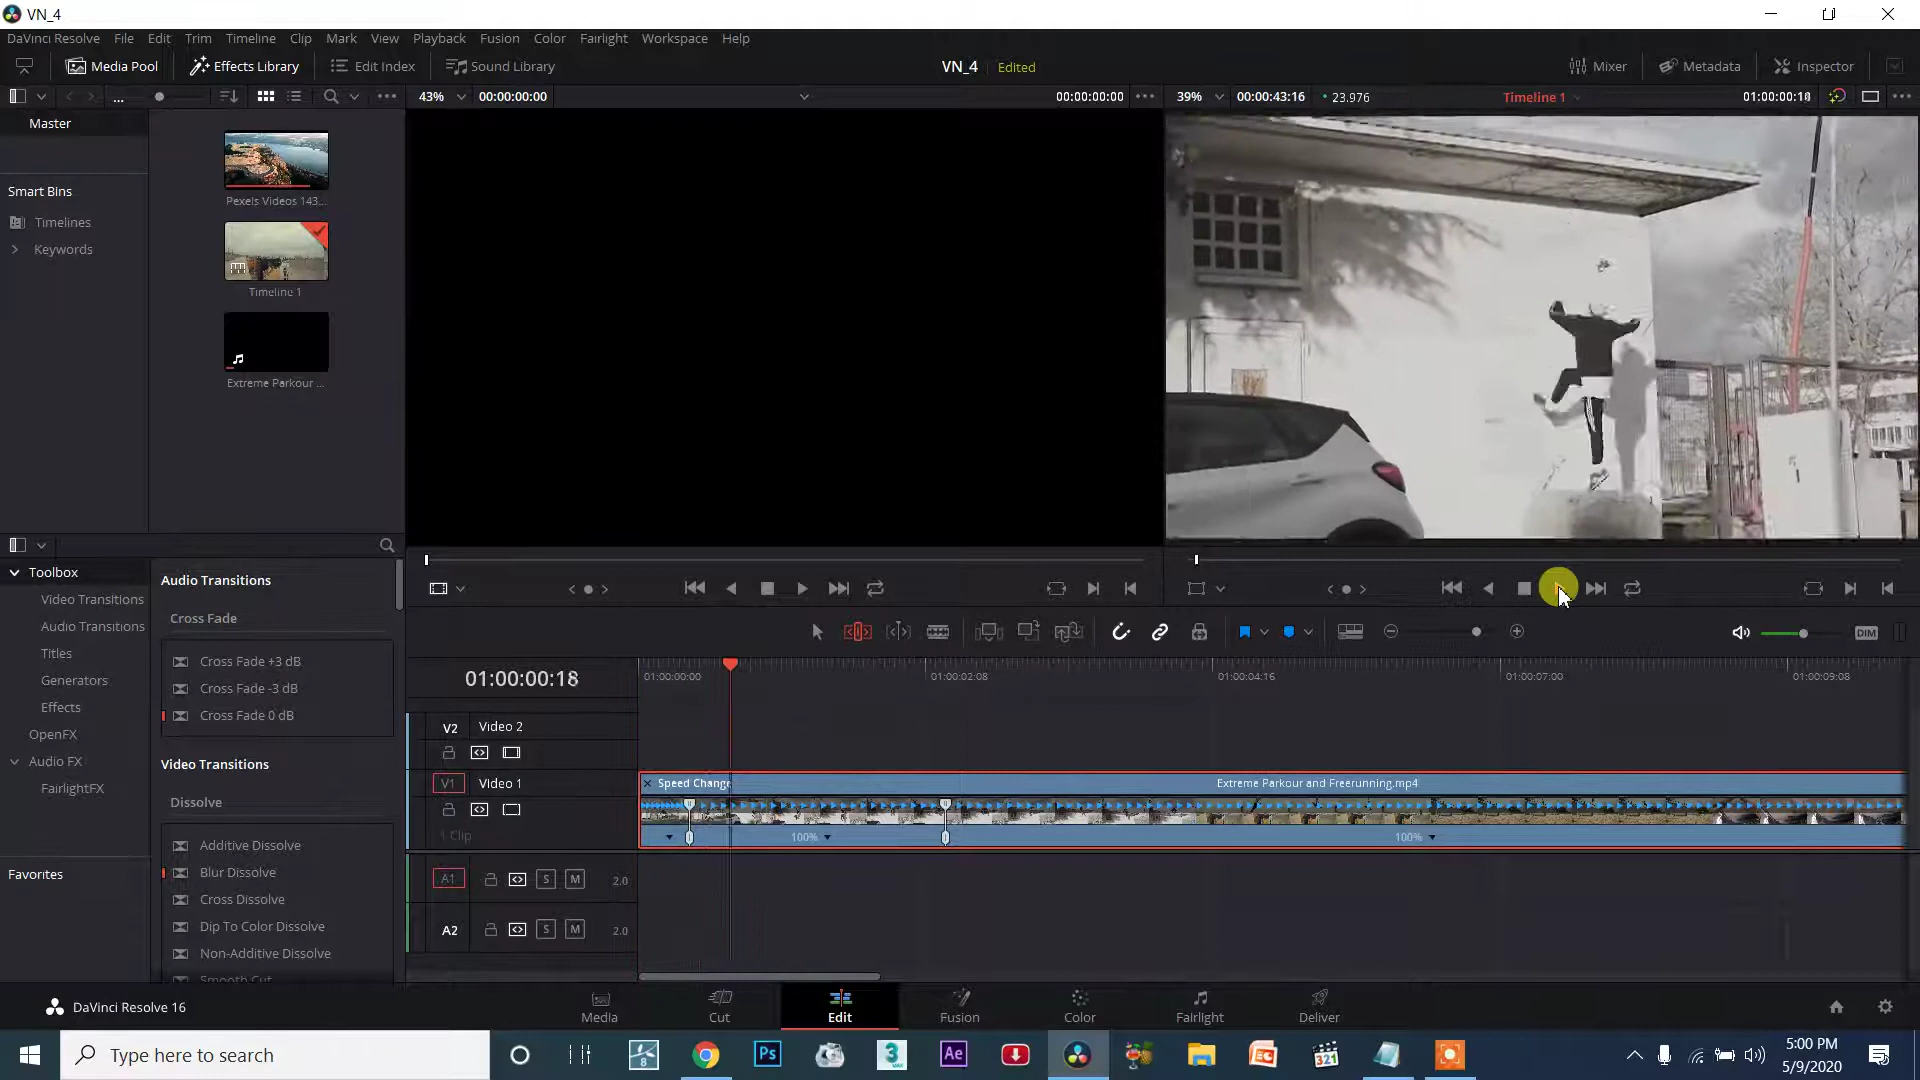 VN_4
DaVinci Resolve File Edit Trim Timeline Clip Mark View Playback Fusion Color Fairlight Workspace Help
Media Pool Effects Library Edit Index Sound Library VN_4 Edited Mixer Metadata Inspector
43% 00:00:00:00 00:00:00:00 39% 00:00:43:16 23.976 Timeline 1 01:00:00:18
Master
Smart Bins
Timelines
Keywords
Pexels Videos 143...
Timeline 1
Extreme Parkour ...
Toolbox
Video Transitions
Audio Transitions
Titles
Generators
Effects
OpenFX
Audio FX
FairlightFX
Favorites
Audio Transitions
Cross Fade
Cross Fade +3 dB
Cross Fade -3 dB
Cross Fade 0 dB
Video Transitions
Dissolve
Additive Dissolve
Blur Dissolve
Cross Dissolve
Dip To Color Dissolve
Non-Additive Dissolve
Smooth Cut
DIM
01:00:00:18 01:00:00:00 01:00:02:08 01:00:04:16 01:00:07:00 01:00:09:08
V2 Video 2
V1 Video 1 Speed Change Extreme Parkour and Freerunning.mp4
1 Clip 100% 100%
A1 S M 2.0
A2 S M 2.0
DaVinci Resolve 16 Media Cut Edit Fusion Color Fairlight Deliver
Type here to search Ps Ae 321
5:00 PM
5/9/2020